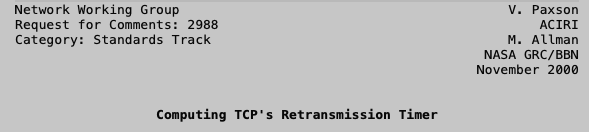 Network Working Group V. Paxson
Request for Comments: 2988 ACIRI
Category: Standards Track M. Allman
NASA GRC/BBN
November 2000
Computing TCP's Retransmission Timer